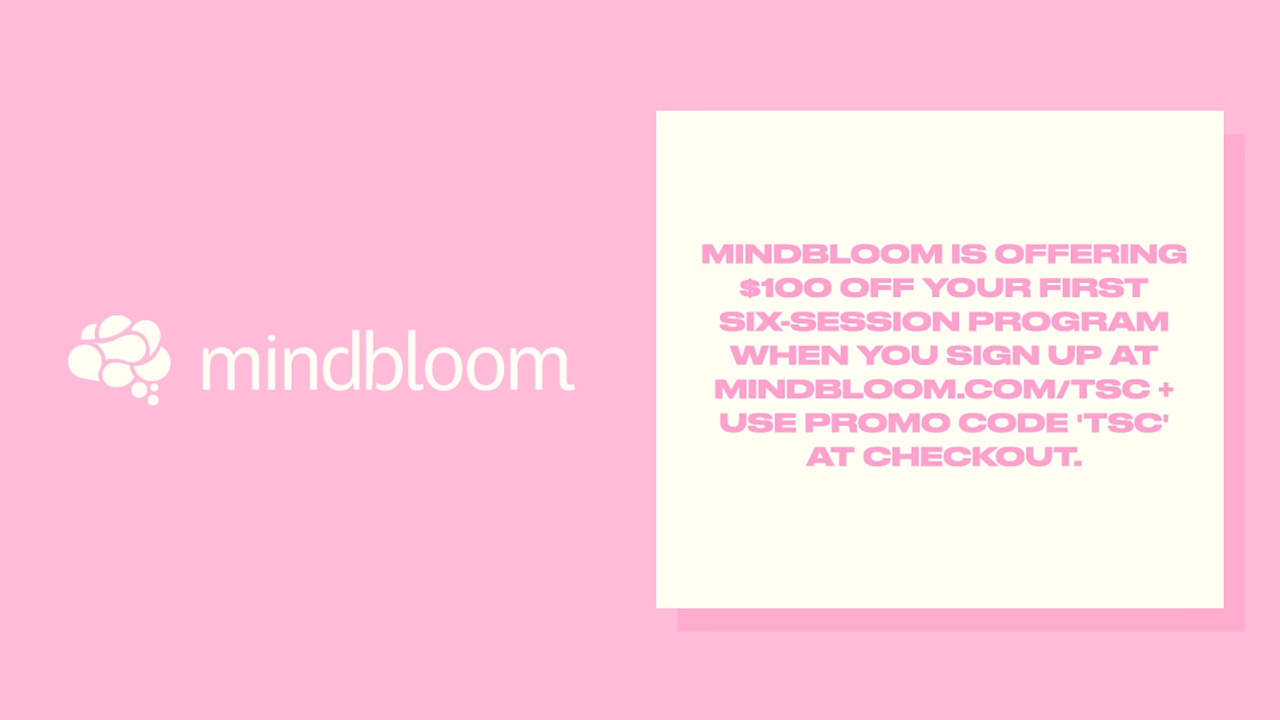 mindbloom
MINDBLOOM IS OFFERING
$100 OFF YOUR FIRST
SIX-SESSION PROGRAM
WHEN YOU SIGN UP AT
MINDBLOOM.COM/TSC +
USE PROMO CODE 'TSC'
AT CHECKOUT.